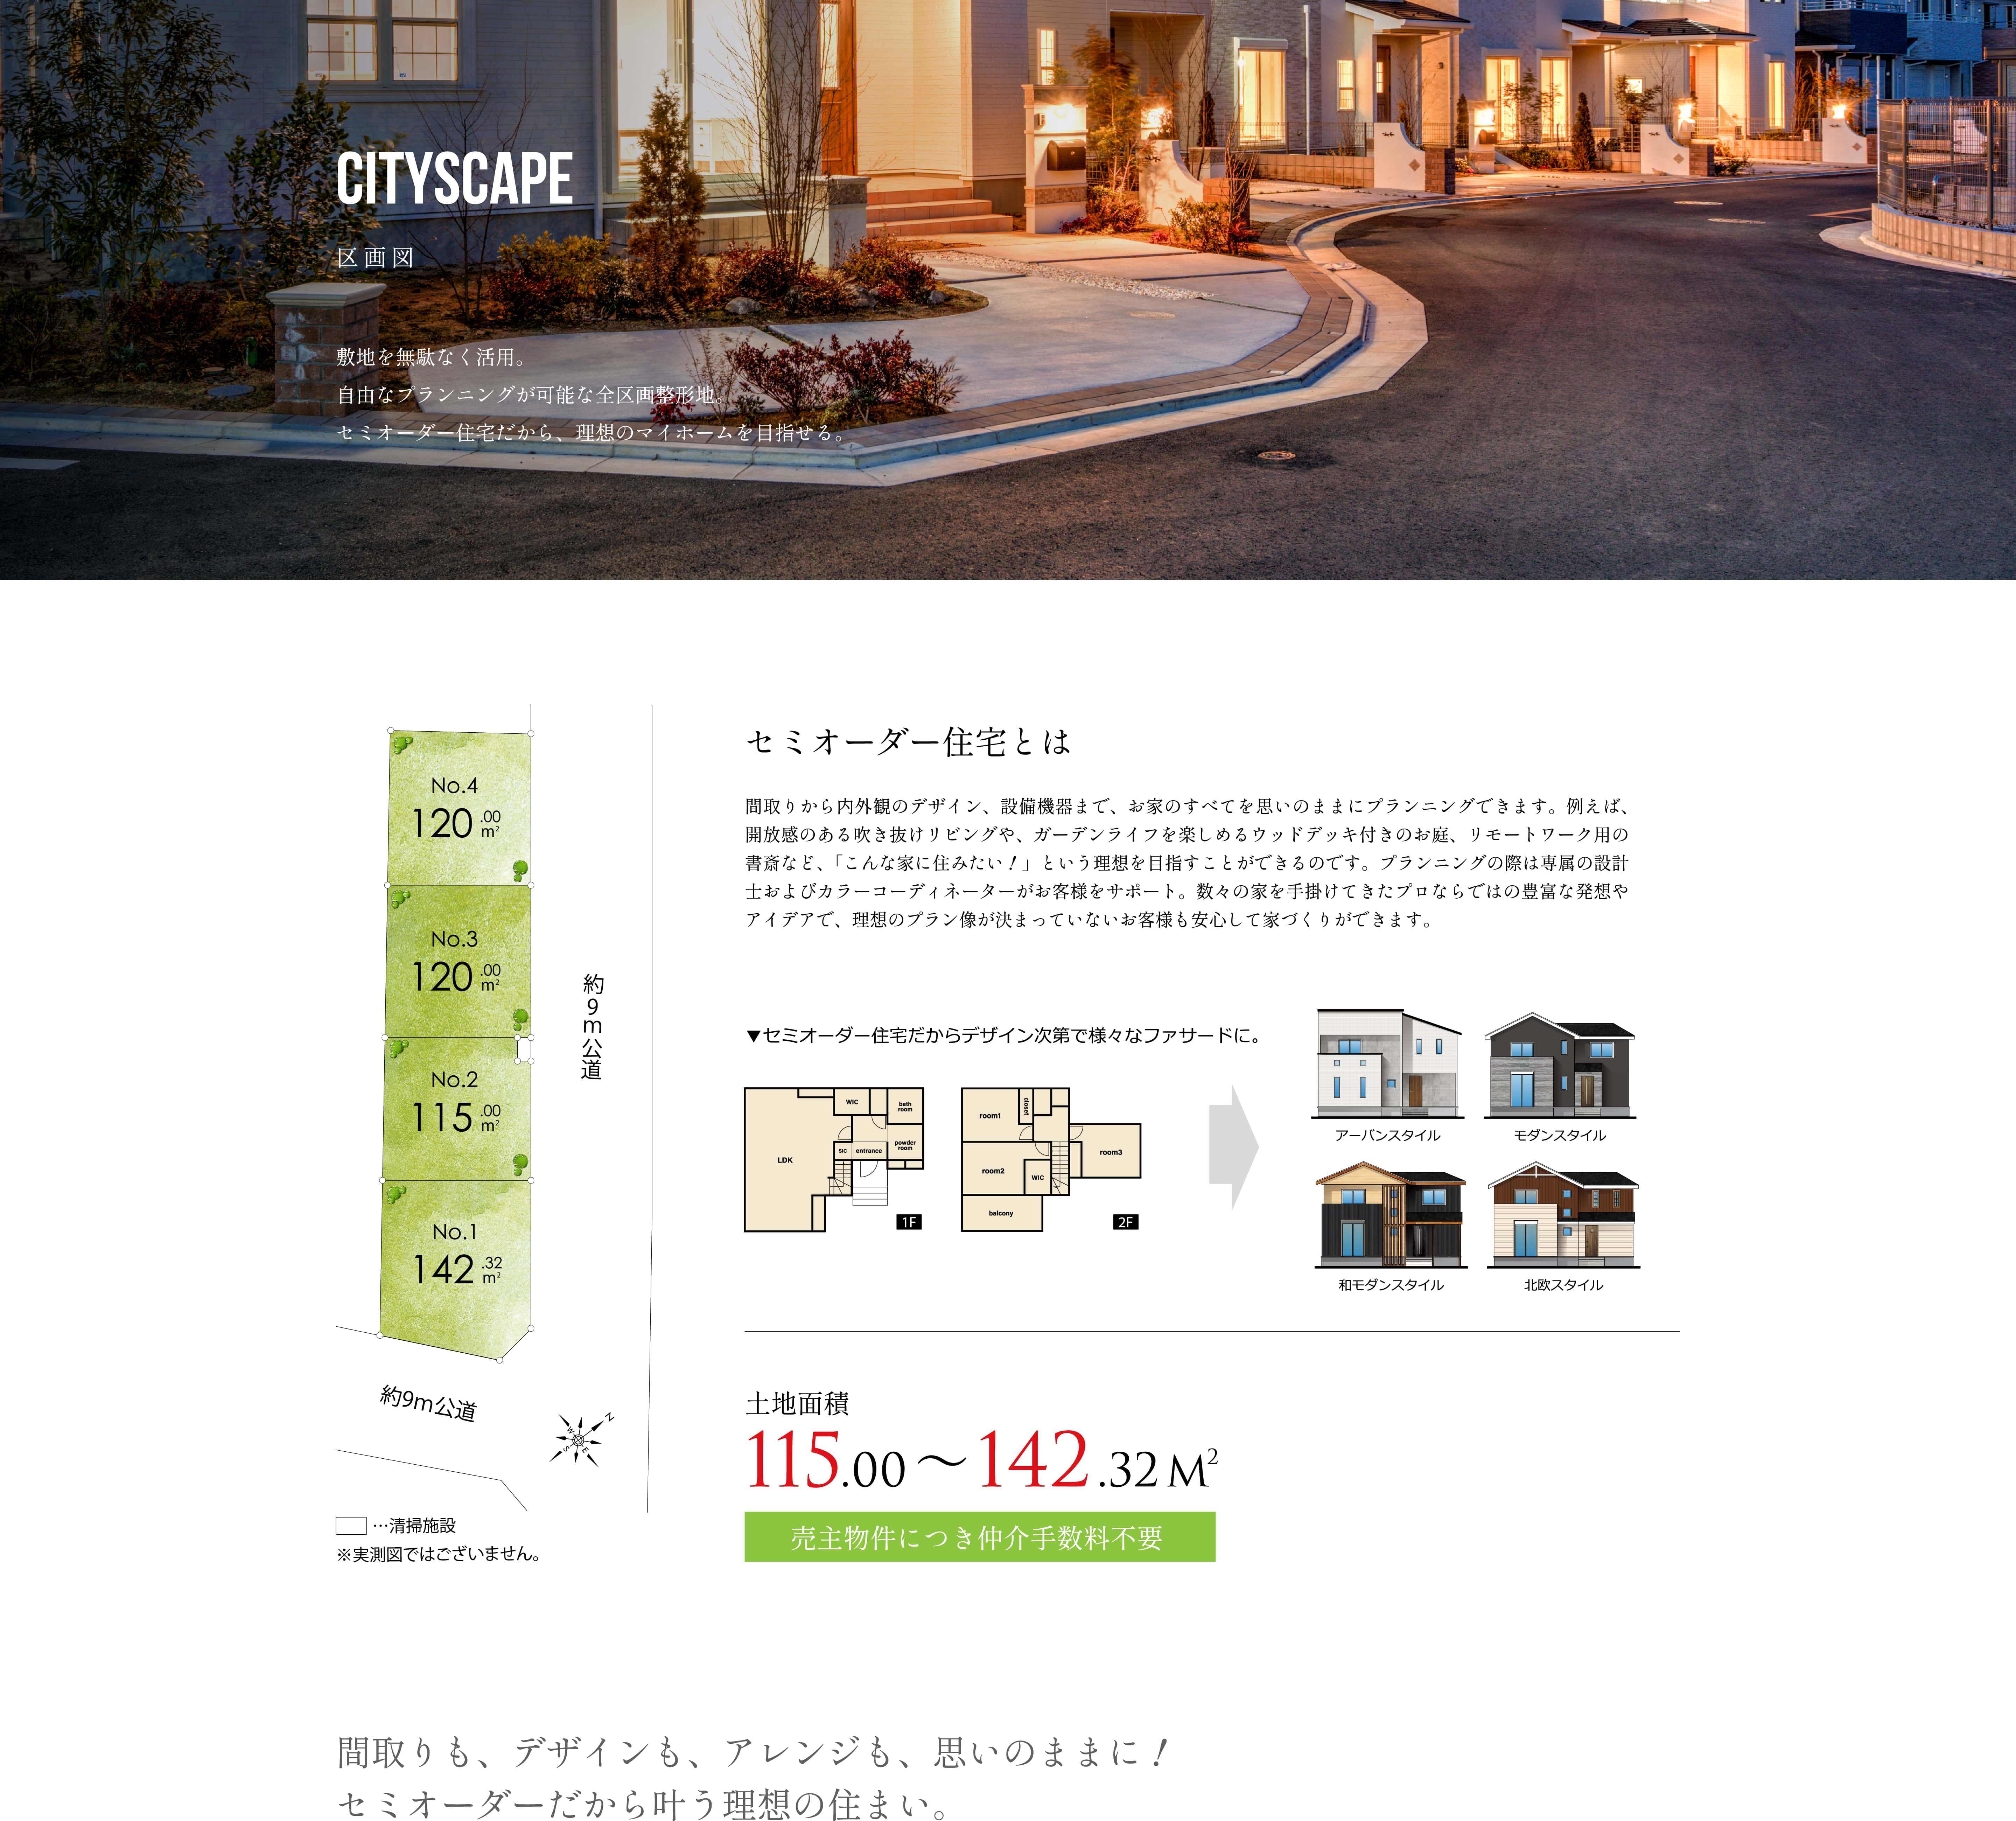 CITYSCAPE
区画図
敷地を無駄なく活用。
自由なプランニングが可能な全区画整形地。
セミオーダー住宅だから、理想のマイホームを目指せる。
No.4
120.00m²
No.3
120.00m²
No.2
115.00m²
No.1
142.32m²
約9m公道
約9m公道
N
W
S
E
…清掃施設
※実測図ではございません。
セミオーダー住宅とは
間取りから内外観のデザイン、設備機器まで、お家のすべてを思いのままにプランニングできます。例えば、
開放感のある吹き抜けリビングや、ガーデンライフを楽しめるウッドデッキ付きのお庭、リモートワーク用の
書斎など、「こんな家に住みたい！」という理想を目指すことができるのです。プランニングの際は専属の設計
士およびカラーコーディネーターがお客様をサポート。数々の家を手掛けてきたプロならではの豊富な発想や
アイデアで、理想のプラン像が決まっていないお客様も安心して家づくりができます。
▼セミオーダー住宅だからデザイン次第で様々なファサードに。
LDK
WIC
bath room
SIC
entrance
powder room
1F
room1
closet
room2
WIC
room3
balcony
2F
アーバンスタイル
モダンスタイル
和モダンスタイル
北欧スタイル
土地面積
115.00～142.32M²
売主物件につき仲介手数料不要
間取りも、デザインも、アレンジも、思いのままに！
セミオーダーだから叶う理想の住まい。